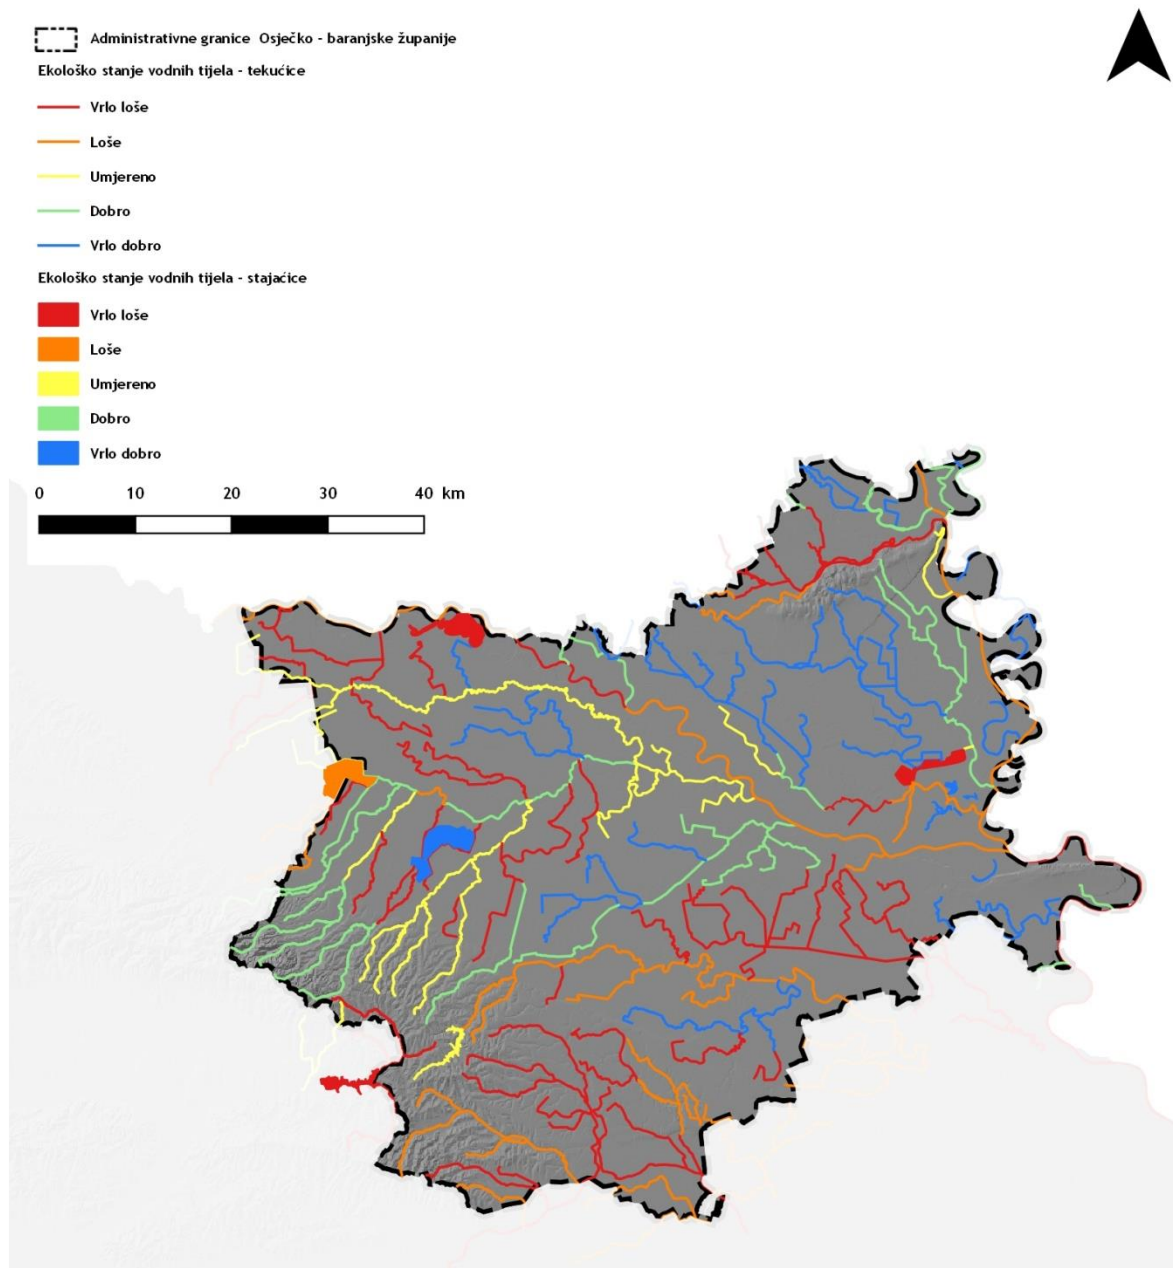 Administrativne granice Osječko - baranjske županije
Ekološko stanje vodnih tijela - tekućice
Vrlo loše
Loše
Umjereno
Dobro
Vrlo dobro
Ekološko stanje vodnih tijela - stajaćice
Vrlo loše
Loše
Umjereno
Dobro
Vrlo dobro
0 10 20 30 40 km